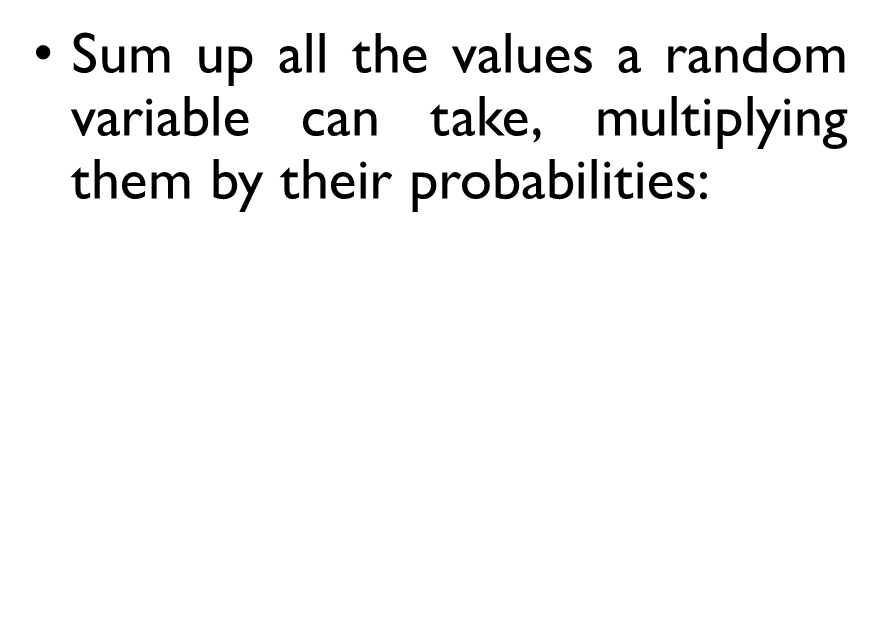 • Sum up all the values a random
variable can take, multiplying
them by their probabilities: